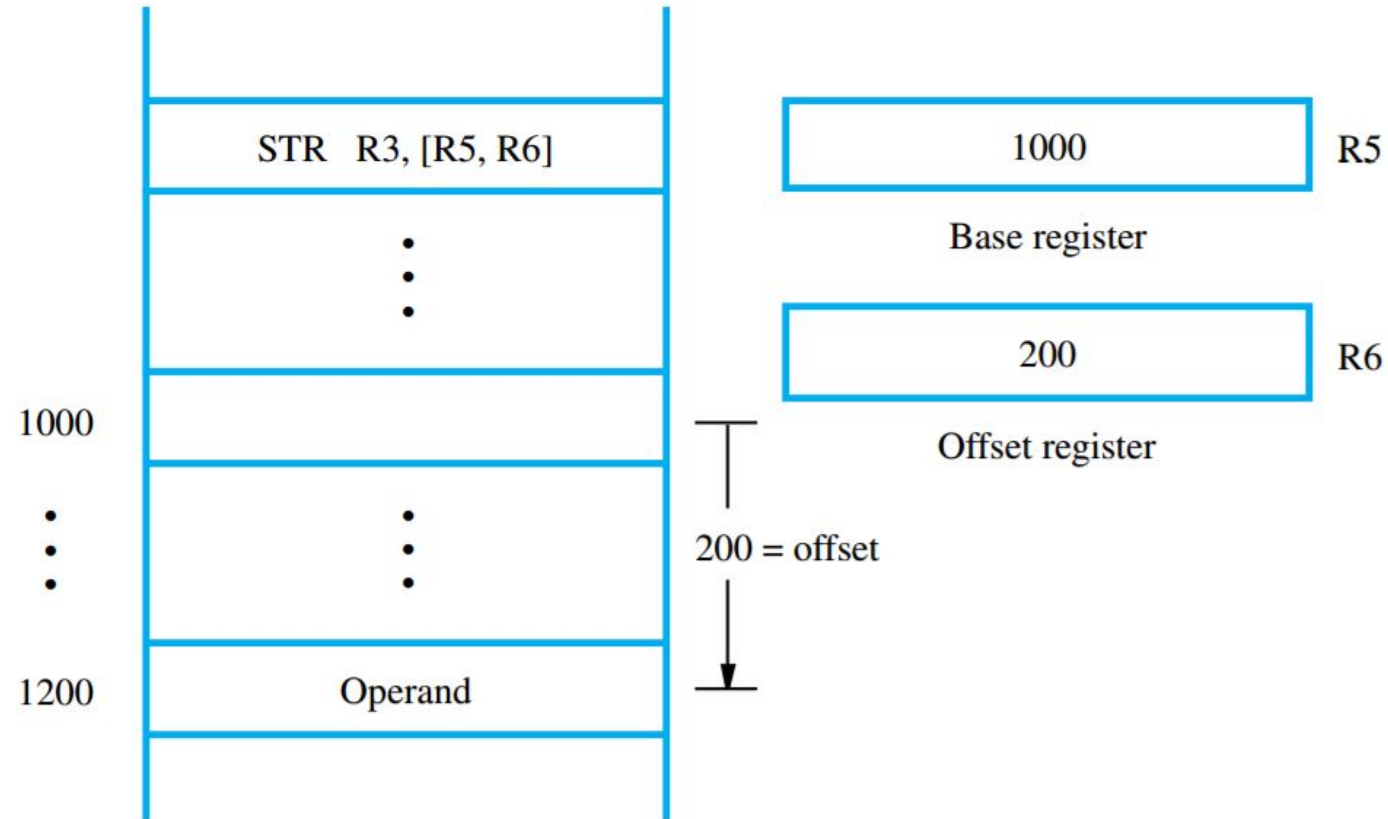 STR R3, [R5, R6]
1000 R5
Base register
200 R6
Offset register
1000
200 = offset
1200 Operand